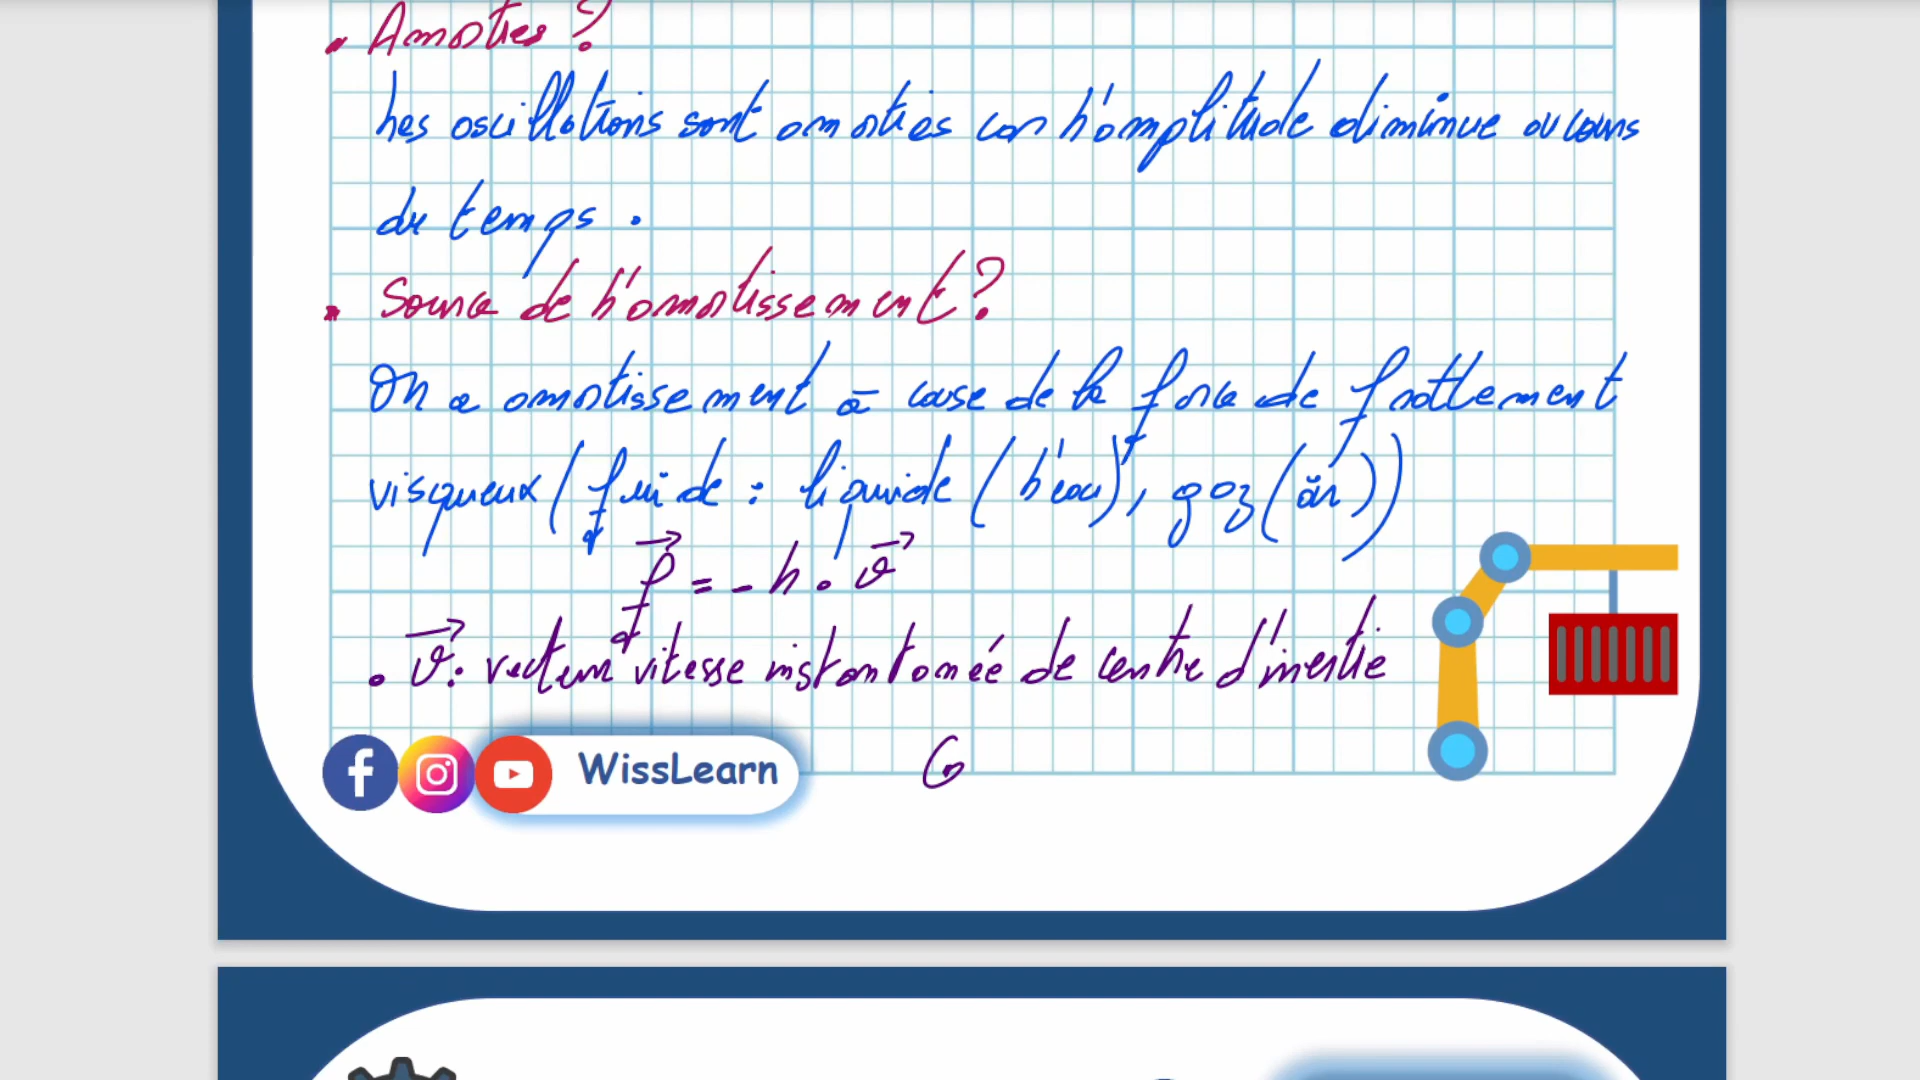 . Amorties ?
Les oscillations sont amorties car l'amplitude diminue au cours
du temps .
. Source de l'amortissement ?
On a amortissement à cause de la force de frottement
visqueux (fluide : liquide (l'eau), gaz (air))
f⃗ = - h . v⃗
. v⃗ : vecteur vitesse instantanée de centre d'inertie
G
WissLearn